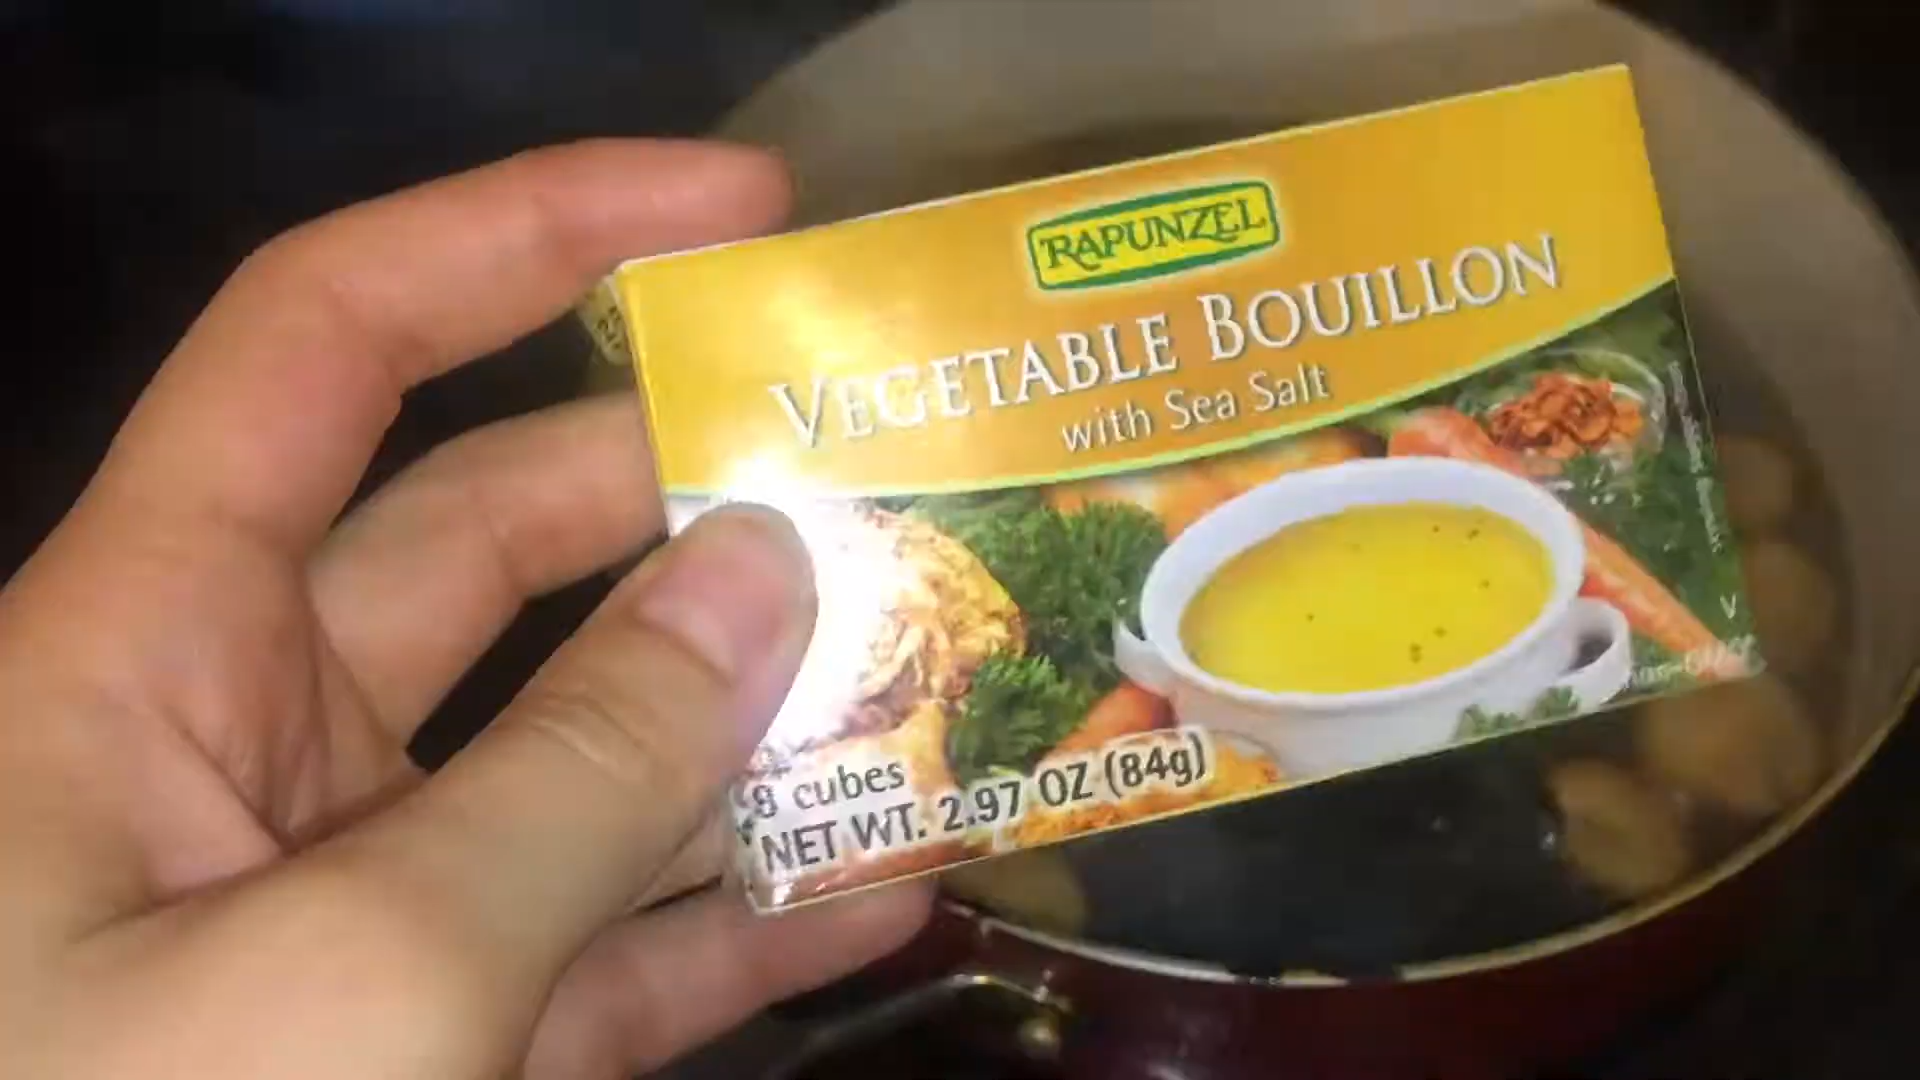 RAPUNZEL
VEGETABLE BOUILLON
with Sea Salt
8 cubes
NET WT. 2.97 OZ (84g)
V